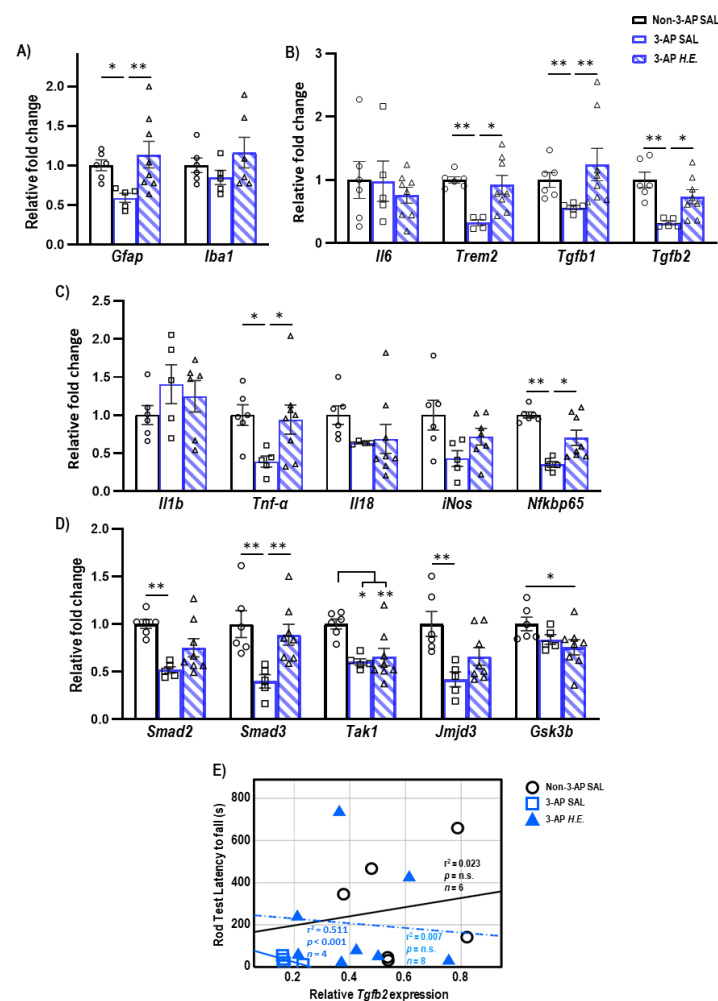 Non-3-AP SAL
3-AP SAL
3-AP H.E.
A)
Relative fold change
2.0
1.5
1.0
0.5
0.0
* **
Gfap Iba1
B)
Relative fold change
3
2
1
0
** * ** ** ** *
Il6 Trem2 Tgfb1 Tgfb2
C)
Relative fold change
2.5
2.0
1.5
1.0
0.5
0.0
* * ** *
Il1b Tnf-α Il18 iNos Nfkbp65
D)
Relative fold change
2.0
1.5
1.0
0.5
0.0
** ** ** * ** ** *
Smad2 Smad3 Tak1 Jmjd3 Gsk3b
E)
Rod Test Latency to fall (s)
800
600
400
200
0
Non-3-AP SAL
3-AP SAL
3-AP H.E.
r² = 0.023
p = n.s.
n = 6
r² = 0.511
p < 0.001
n = 4
r² = 0.007
p = n.s.
n = 8
0.2 0.4 0.6 0.8
Relative Tgfb2 expression